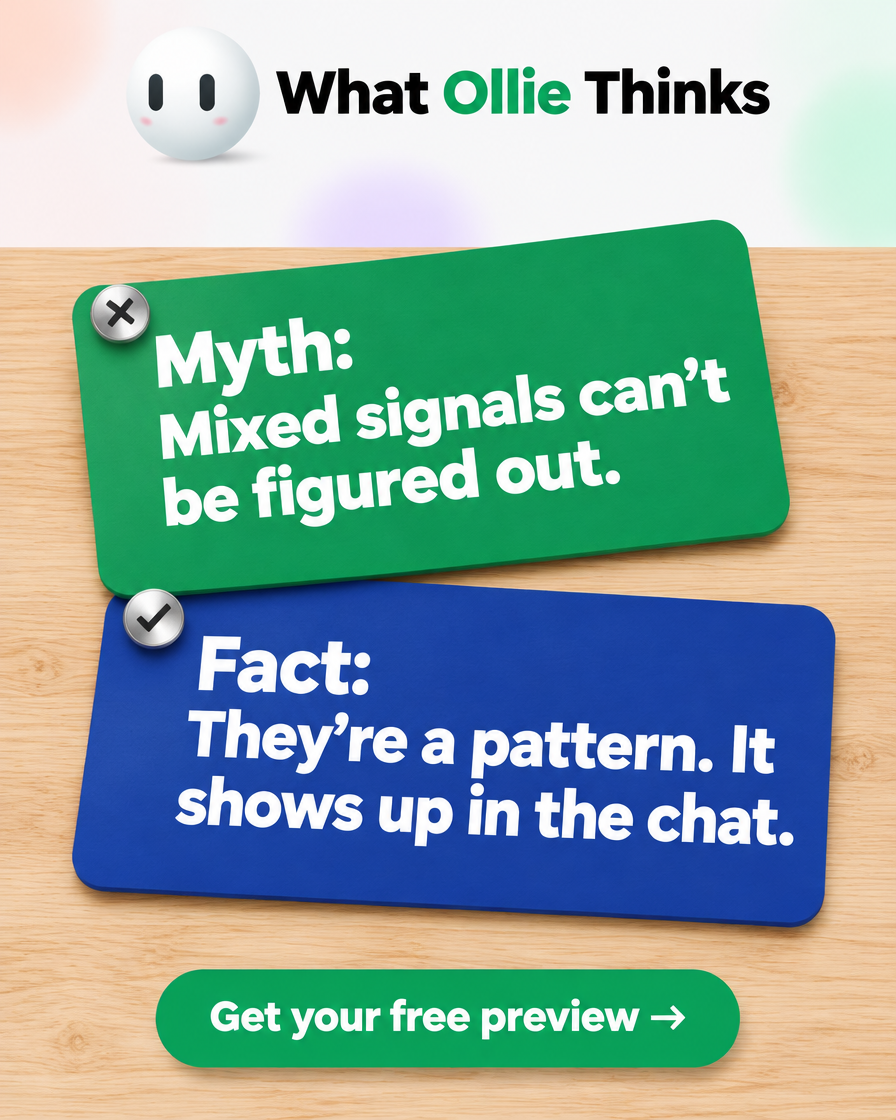 What Ollie Thinks
Myth:
Mixed signals can’t
be figured out.
Fact:
They’re a pattern. It
shows up in the chat.
Get your free preview →